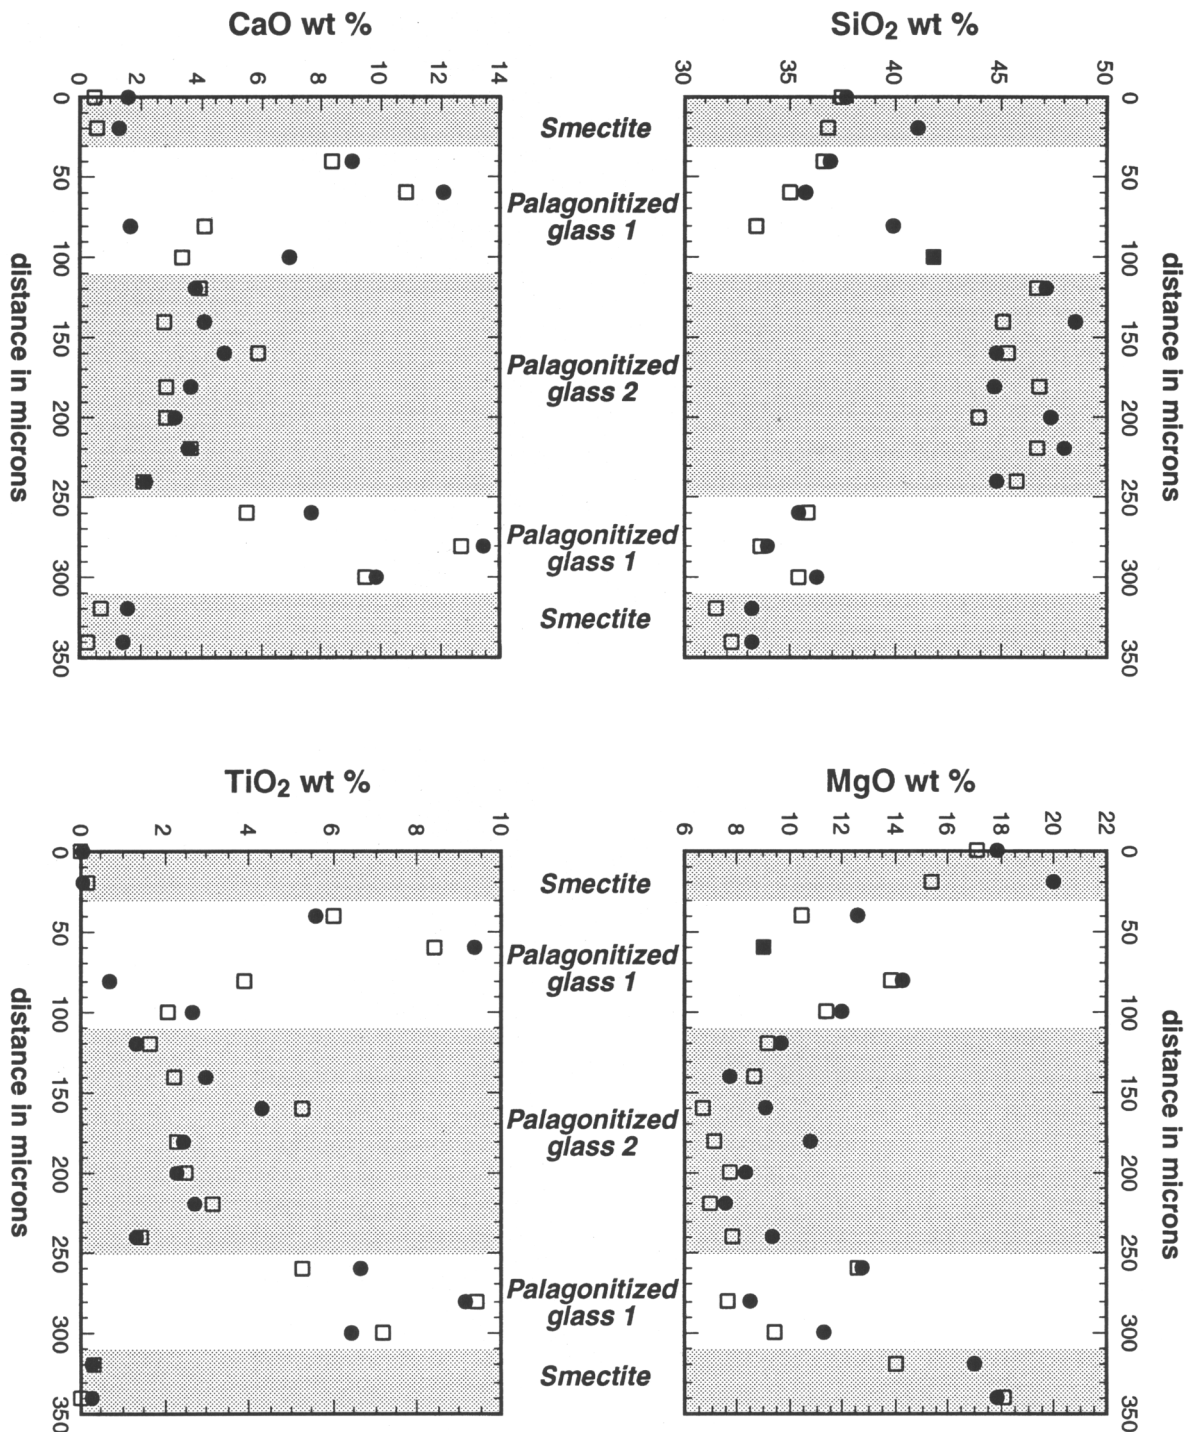 CaO wt %
0 2 4 6 8 10 12 14
0
50
100
150
200
250
300
350
distance in microns
Smectite
Palagonitized
glass 1
Palagonitized
glass 2
Palagonitized
glass 1
Smectite
SiO2 wt %
30 35 40 45 50
0
50
100
150
200
250
300
350
distance in microns
TiO2 wt %
0 2 4 6 8 10
0
50
100
150
200
250
300
350
distance in microns
Smectite
Palagonitized
glass 1
Palagonitized
glass 2
Palagonitized
glass 1
Smectite
MgO wt %
6 8 10 12 14 16 18 20 22
0
50
100
150
200
250
300
350
distance in microns